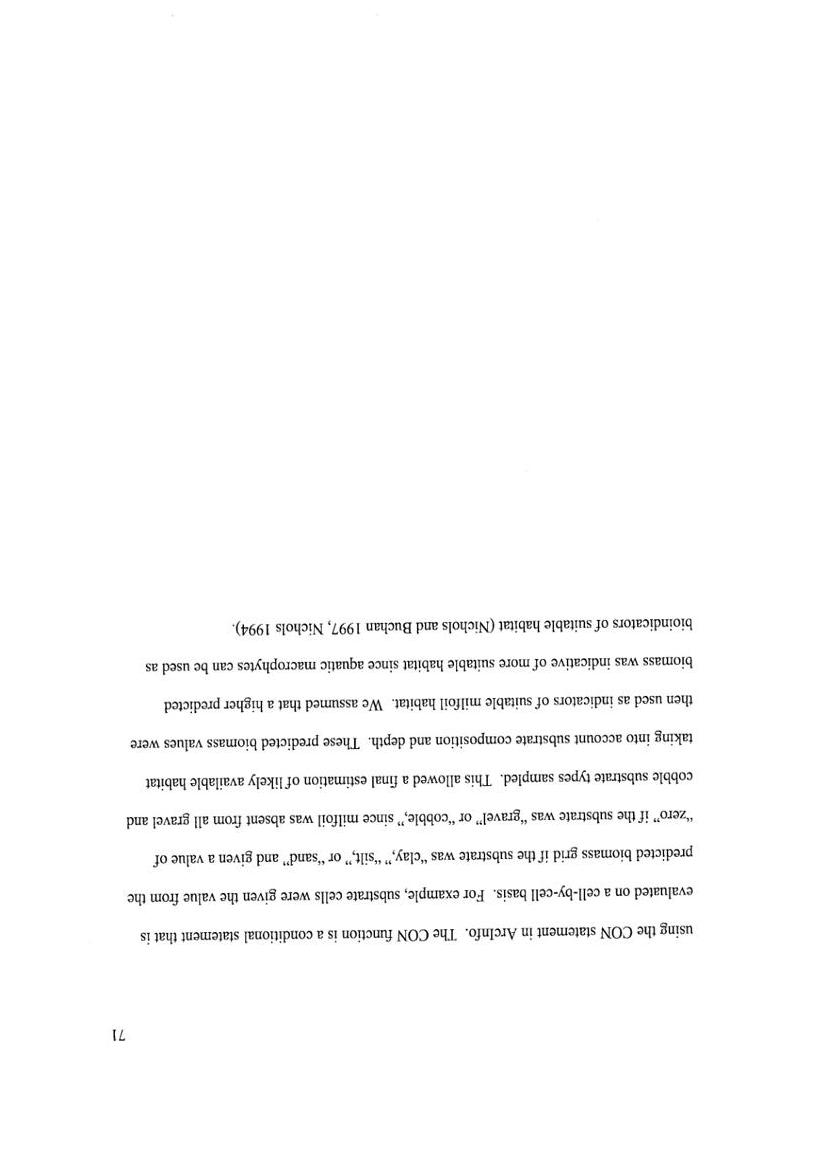 71
using the CON statement in ArcInfo. The CON function is a conditional statement that is
evaluated on a cell-by-cell basis. For example, substrate cells were given the value from the
predicted biomass grid if the substrate was “clay,” “silt,” or “sand” and given a value of
“zero” if the substrate was “gravel” or “cobble,” since milfoil was absent from all gravel and
cobble substrate types sampled. This allowed a final estimation of likely available habitat
taking into account substrate composition and depth. These predicted biomass values were
then used as indicators of suitable milfoil habitat. We assumed that a higher predicted
biomass was indicative of more suitable habitat since aquatic macrophytes can be used as
bioindicators of suitable habitat (Nichols and Buchan 1997, Nichols 1994).